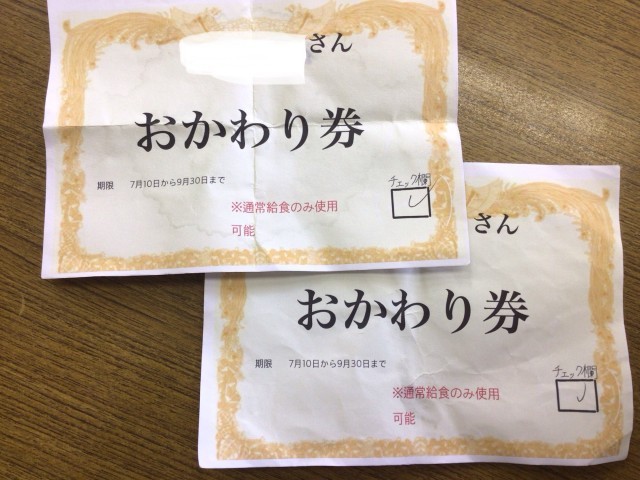 さん
おかわり券
期限 7月10日から9月30日まで
チェック欄
※通常給食のみ使用
可能
さん
おかわり券
期限 7月10日から9月30日まで
チェック欄
※通常給食のみ使用
可能